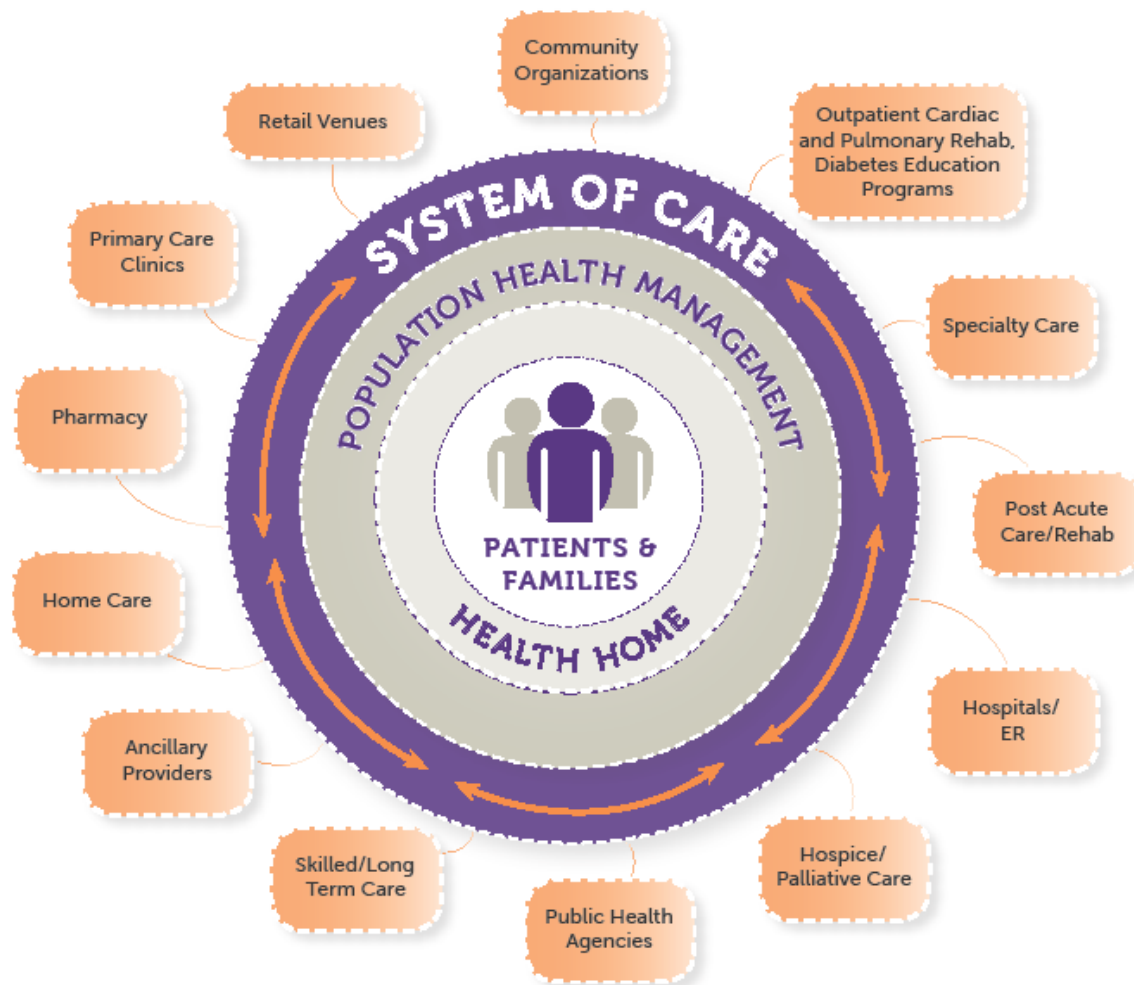 Community
Organizations
Retail Venues
Outpatient Cardiac
and Pulmonary Rehab,
Diabetes Education
Programs
SYSTEM OF CARE
Primary Care
Clinics
POPULATION HEALTH MANAGEMENT
Specialty Care
Pharmacy
Post Acute
Care/Rehab
PATIENTS &
FAMILIES
HEALTH HOME
Home Care
Hospitals/
ER
Ancillary
Providers
Skilled/Long
Term Care
Hospice/
Palliative Care
Public Health
Agencies